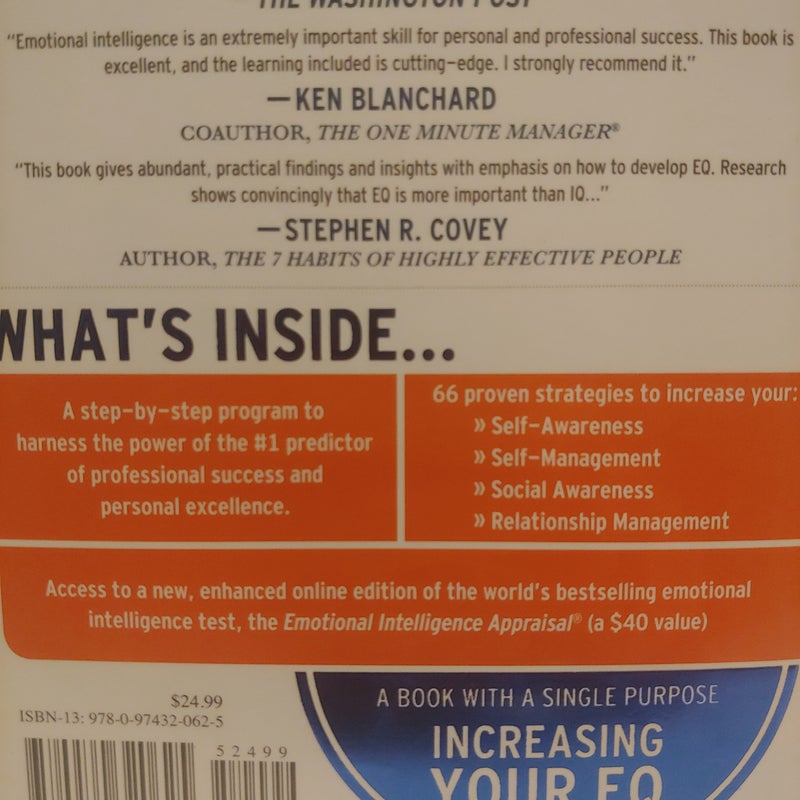 THE WASHINGTON POST
"Emotional intelligence is an extremely important skill for personal and professional success. This book is
excellent, and the learning included is cutting-edge. I strongly recommend it."
—KEN BLANCHARD
COAUTHOR, THE ONE MINUTE MANAGER®
"This book gives abundant, practical findings and insights with emphasis on how to develop EQ. Research
shows convincingly that EQ is more important than IQ..."
—STEPHEN R. COVEY
AUTHOR, THE 7 HABITS OF HIGHLY EFFECTIVE PEOPLE
WHAT'S INSIDE...
A step-by-step program to
harness the power of the #1 predictor
of professional success and
personal excellence.
66 proven strategies to increase your:
» Self-Awareness
» Self-Management
» Social Awareness
» Relationship Management
Access to a new, enhanced online edition of the world's bestselling emotional
intelligence test, the Emotional Intelligence Appraisal® (a $40 value)
$24.99
ISBN-13: 978-0-97432-062-5
52499
A BOOK WITH A SINGLE PURPOSE
INCREASING
YOUR EQ